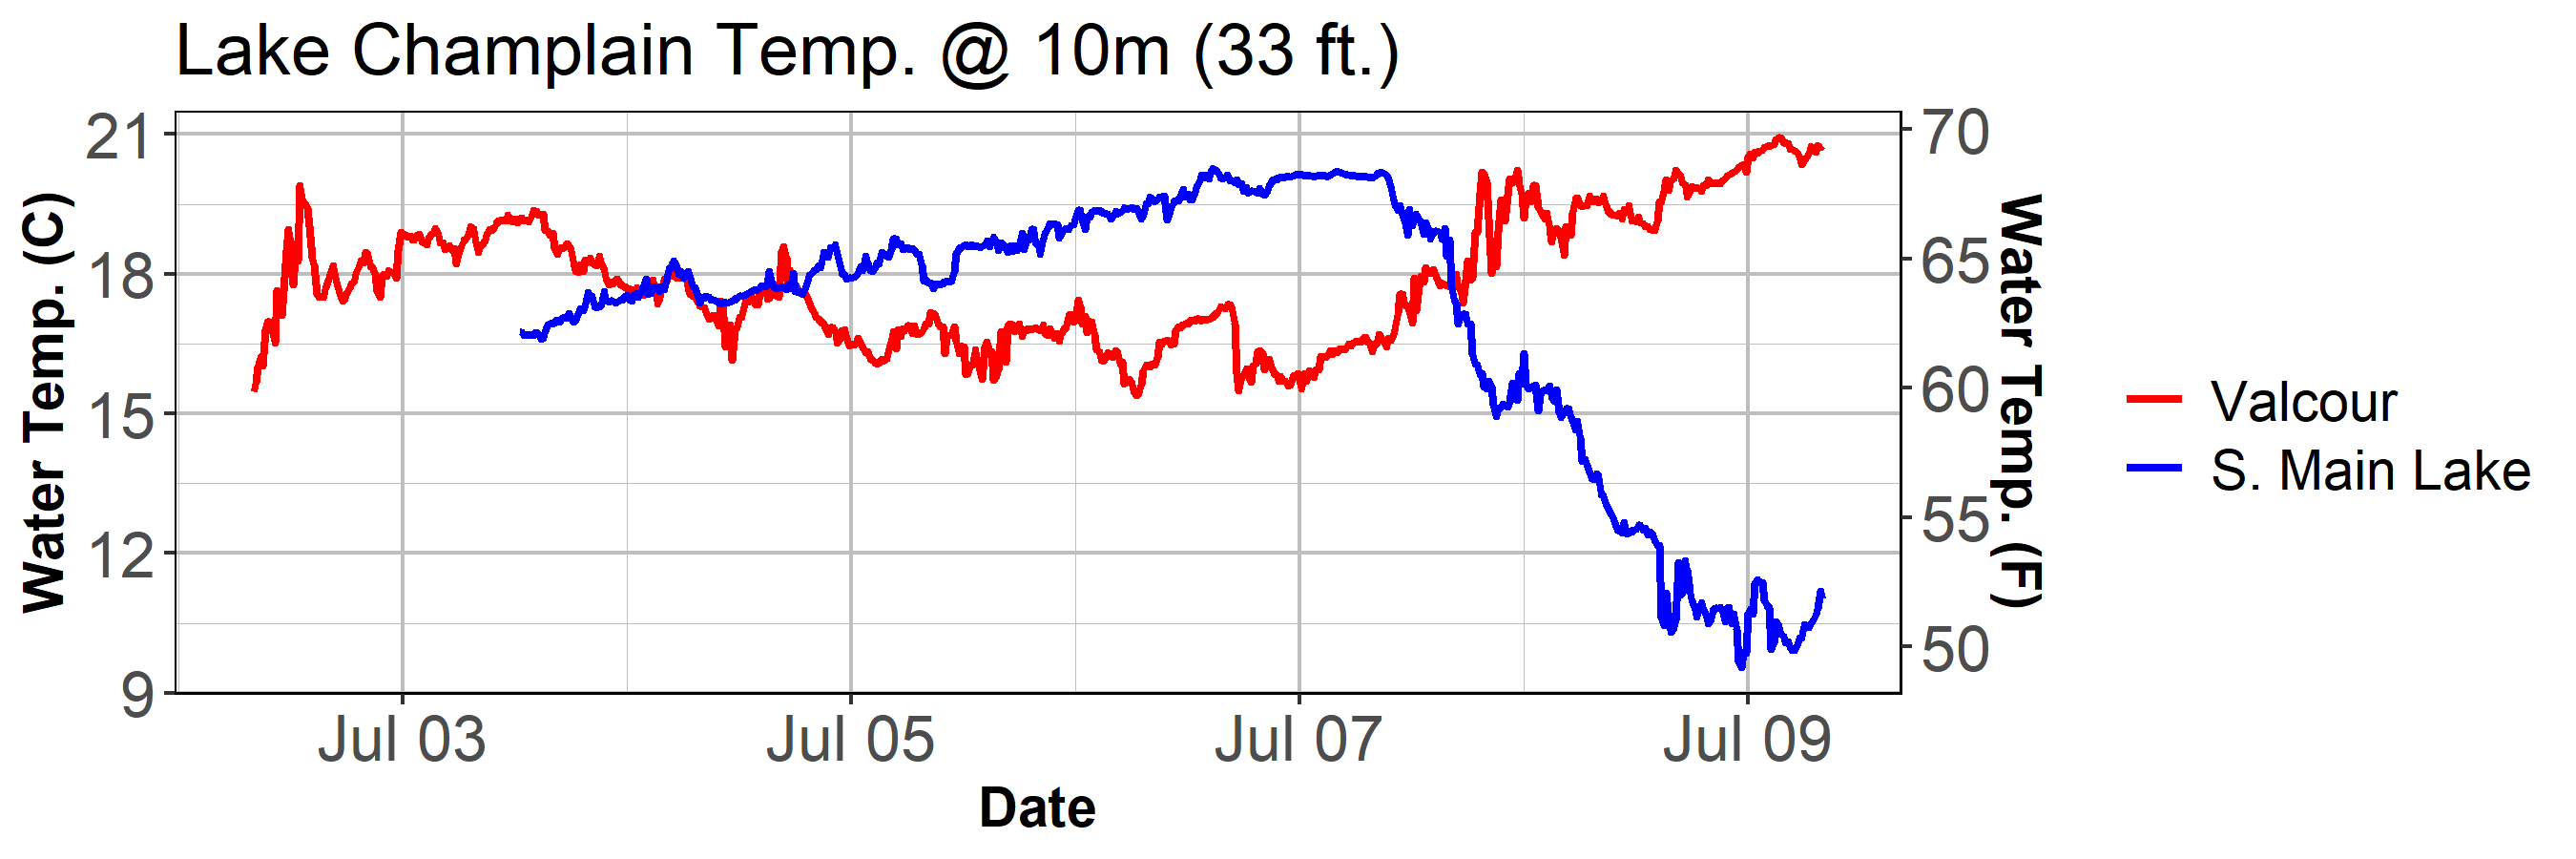 Lake Champlain Temp. @ 10m (33 ft.)
Water Temp. (C)
21
18
15
12
9
70
65
60
55
50
Water Temp. (F)
Jul 03
Jul 05
Jul 07
Jul 09
Date
Valcour
S. Main Lake